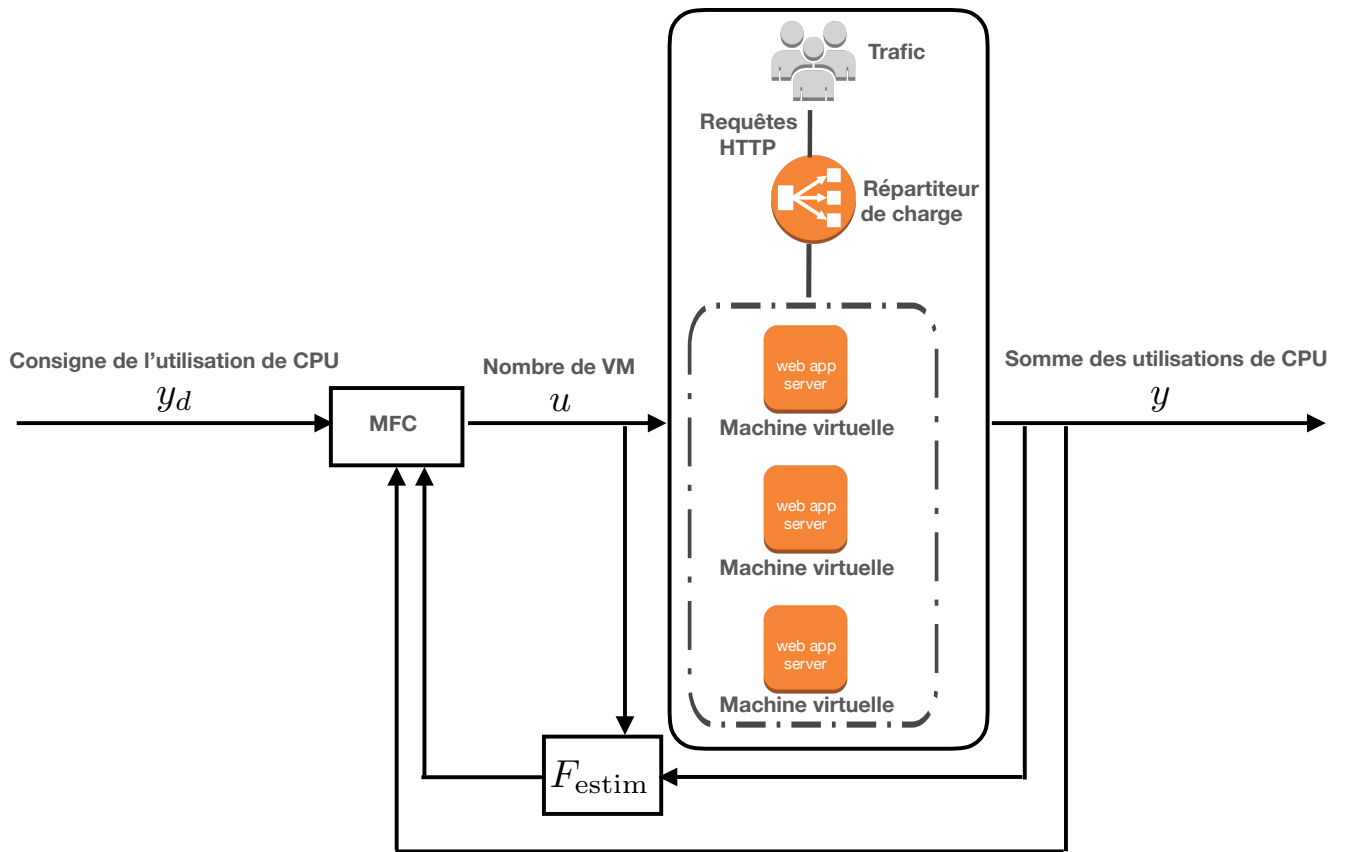 Trafic
Requêtes
HTTP
Répartiteur
de charge
Consigne de l’utilisation de CPU
y_d
MFC
Nombre de VM
u
web app
server
Machine virtuelle
web app
server
Machine virtuelle
web app
server
Machine virtuelle
Somme des utilisations de CPU
y
F_estim